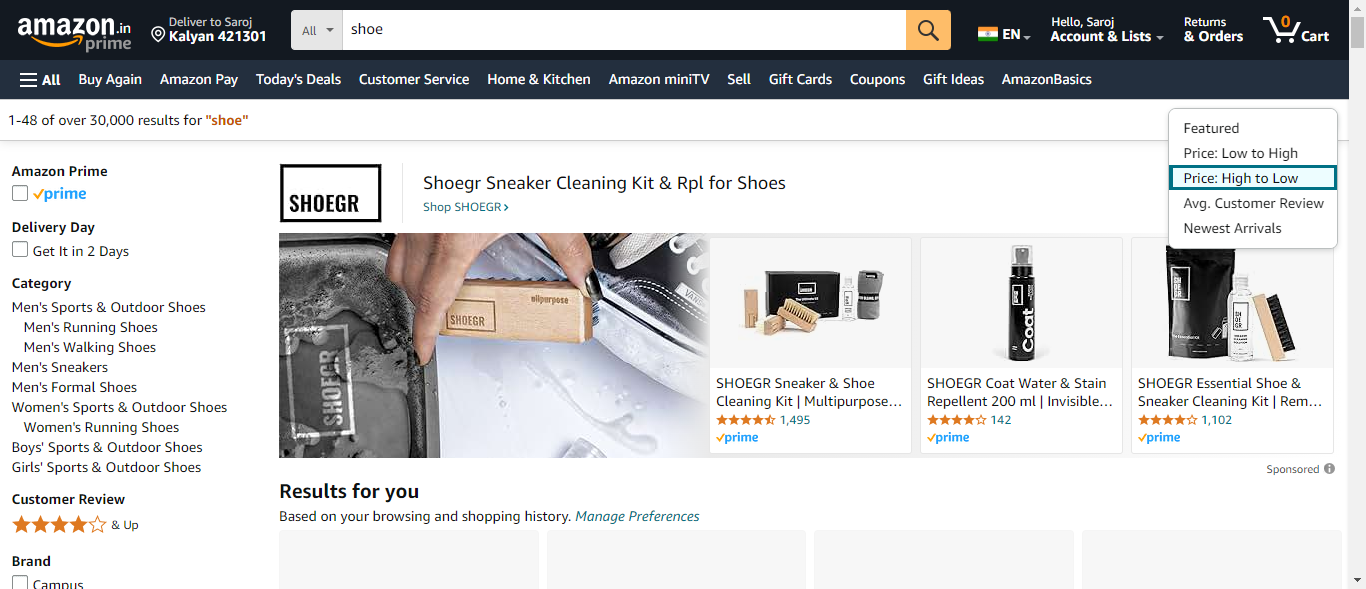 amazon.in
prime
Deliver to Saroj
Kalyan 421301
All
shoe
EN
Hello, Saroj
Account & Lists
Returns
& Orders
0
Cart
All
Buy Again
Amazon Pay
Today's Deals
Customer Service
Home & Kitchen
Amazon miniTV
Sell
Gift Cards
Coupons
Gift Ideas
AmazonBasics
1-48 of over 30,000 results for "shoe"
Featured
Price: Low to High
Price: High to Low
Avg. Customer Review
Newest Arrivals
Amazon Prime
prime
Delivery Day
Get It in 2 Days
Category
Men's Sports & Outdoor Shoes
Men's Running Shoes
Men's Walking Shoes
Men's Sneakers
Men's Formal Shoes
Women's Sports & Outdoor Shoes
Women's Running Shoes
Boys' Sports & Outdoor Shoes
Girls' Sports & Outdoor Shoes
Customer Review
& Up
Brand
Campus
SHOEGR
Shoegr Sneaker Cleaning Kit & Rpl for Shoes
Shop SHOEGR
allpurpose
SHOEGR
SHOEGR
SHOEGR
Coat
SHOEGR
SHOEGR
SHOEGR Sneaker & Shoe
Cleaning Kit | Multipurpose…
1,495
prime
SHOEGR Coat Water & Stain
Repellent 200 ml | Invisible…
142
prime
SHOEGR Essential Shoe &
Sneaker Cleaning Kit | Rem…
1,102
prime
Sponsored
Results for you
Based on your browsing and shopping history. Manage Preferences